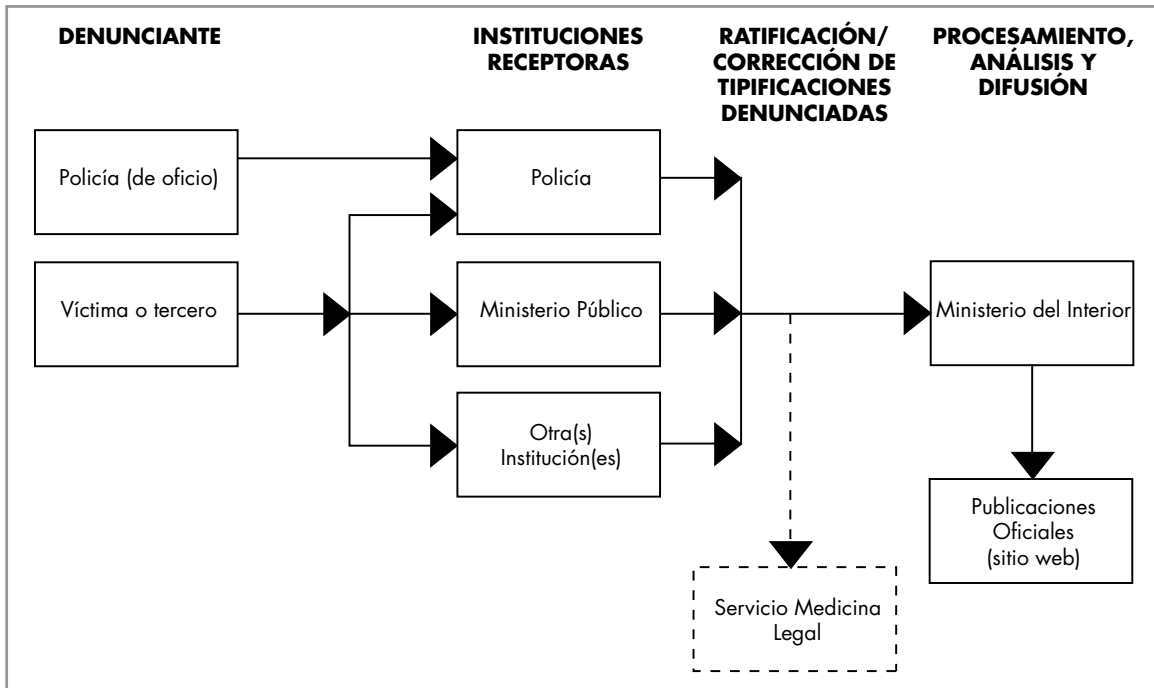 DENUNCIANTE
INSTITUCIONES
RECEPTORAS
RATIFICACIÓN/
CORRECCIÓN DE
TIPIFICACIONES
DENUNCIADAS
PROCESAMIENTO,
ANÁLISIS Y
DIFUSIÓN
Policía (de oficio)
Policía
Víctima o tercero
Ministerio Público
Ministerio del Interior
Otra(s)
Institución(es)
Publicaciones
Oficiales
(sitio web)
Servicio Medicina
Legal